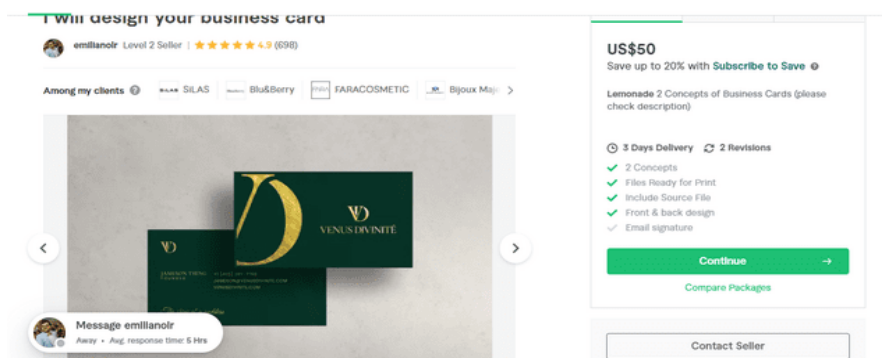 I will design your business card
emilianoir Level 2 Seller | 4.9 (698)
Among my clients SiLAS Blu&Berry FARACOSMETIC Bijoux Maj
VD
VENUS DIVINITÉ
VD
Message emilianoir
Away • Avg. response time: 5 Hrs
US$50
Save up to 20% with Subscribe to Save
Lemonade 2 Concepts of Business Cards (please
check description)
3 Days Delivery 2 Revisions
2 Concepts
Files Ready for Print
Include Source File
Front & back design
Email signature
Continue →
Compare Packages
Contact Seller